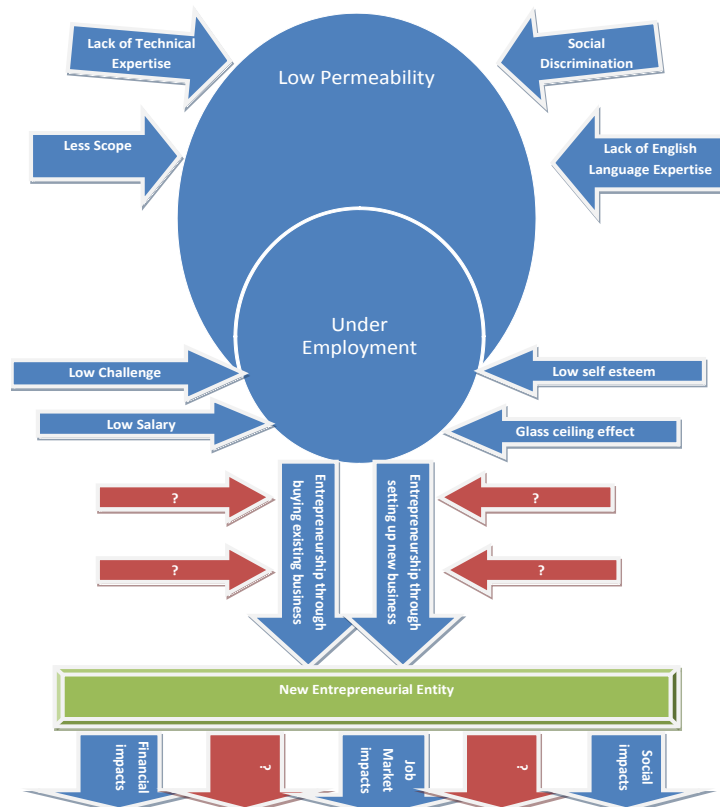 Lack of Technical
Expertise
Social
Discrimination
Low Permeability
Less Scope
Lack of English
Language Expertise
Under
Employment
Low Challenge
Low self esteem
Low Salary
Glass ceiling effect
Entrepreneurship through
buying existing business
Entrepreneurship through
setting up new business
?
?
?
?
New Entrepreneurial Entity
Financial
impacts
?
Job
Market
impacts
?
Social
impacts